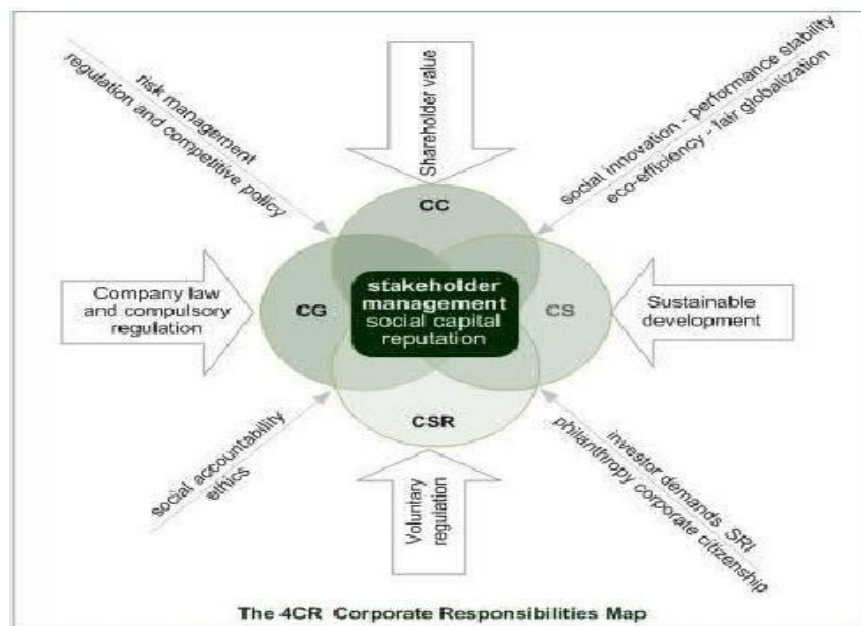 risk management
regulation and competitive policy
Shareholder value
social innovation - performance stability
eco-efficiency - fair globalization
CC
Company law
and compulsory
regulation
CG
stakeholder
management
social capital
reputation
CS
Sustainable
development
CSR
social accountability
ethics
Voluntary
regulation
investor demands SRI
philanthropy corporate citizenship
The 4CR Corporate Responsibilities Map